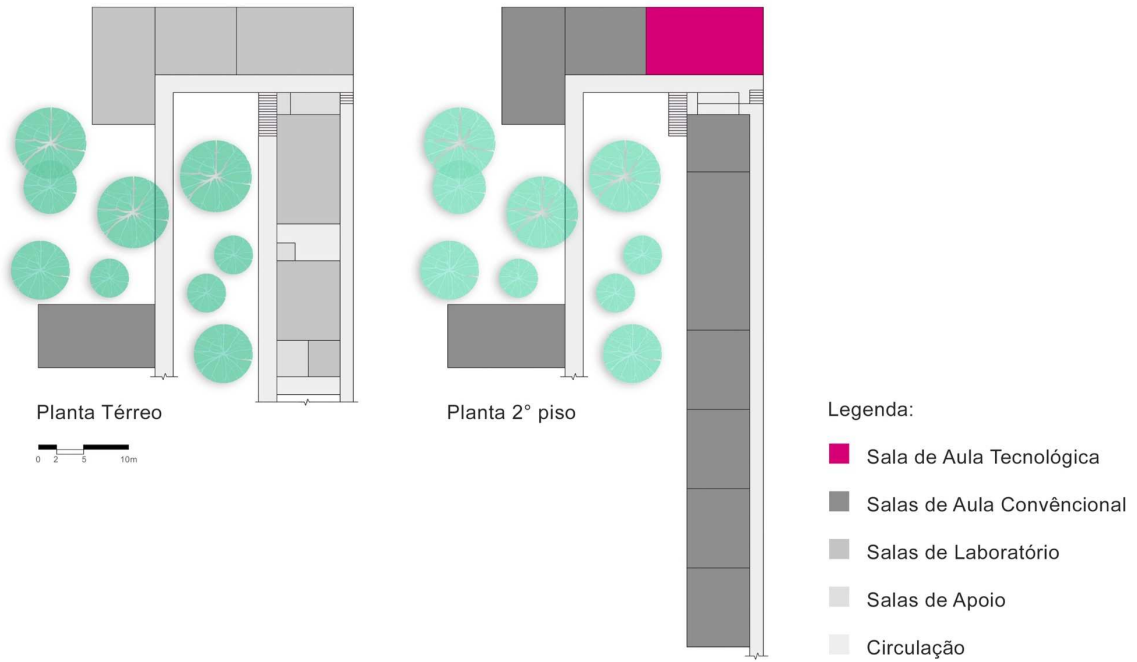 Planta Térreo
0 2 5 10m
Planta 2° piso
Legenda:
Sala de Aula Tecnológica
Salas de Aula Convêncional
Salas de Laboratório
Salas de Apoio
Circulação